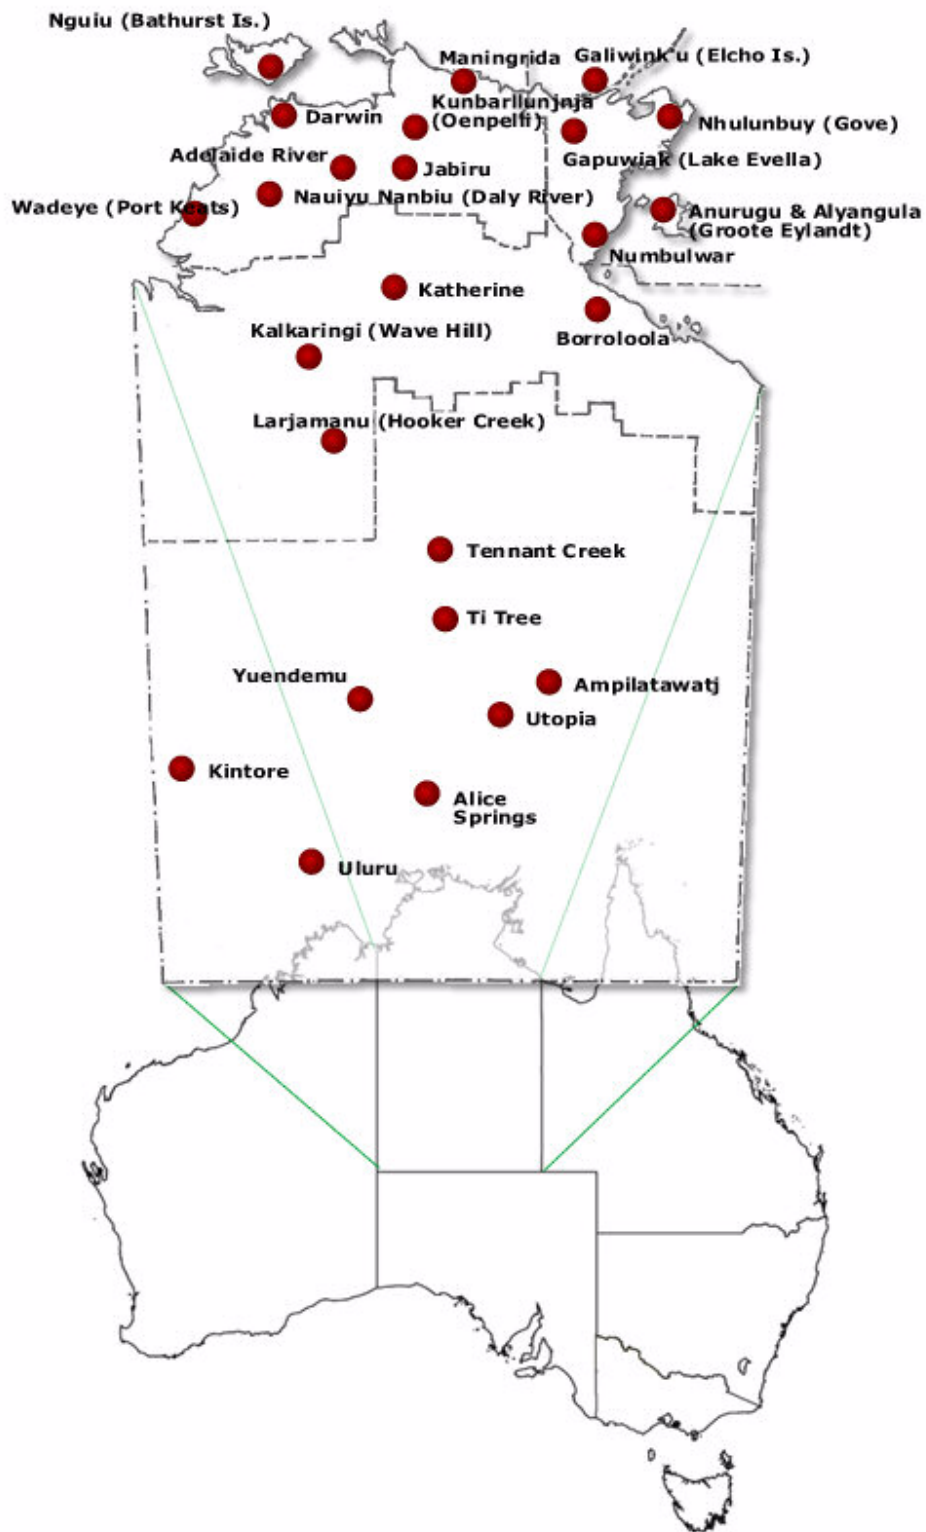 Nguiu (Bathurst Is.)
Maningrida
Galiwink'u (Elcho Is.)
Kunbarllunjnja
(Oenpelli)
Darwin
Nhulunbuy (Gove)
Adelaide River
Jabiru
Gapuwiak (Lake Evella)
Nauiyu Nanbiu (Daly River)
Wadeye (Port Keats)
Anurugu & Alyangula
(Groote Eylandt)
Numbulwar
Katherine
Kalkaringi (Wave Hill)
Borroloola
Larjamanu (Hooker Creek)
Tennant Creek
Ti Tree
Yuendemu
Ampilatawatj
Utopia
Kintore
Alice
Springs
Uluru